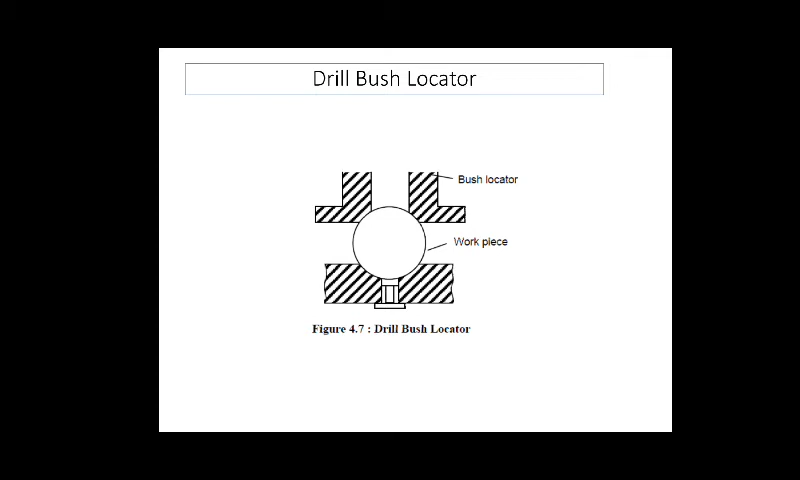 Drill Bush Locator
Bush locator
Work piece
Figure 4.7 : Drill Bush Locator